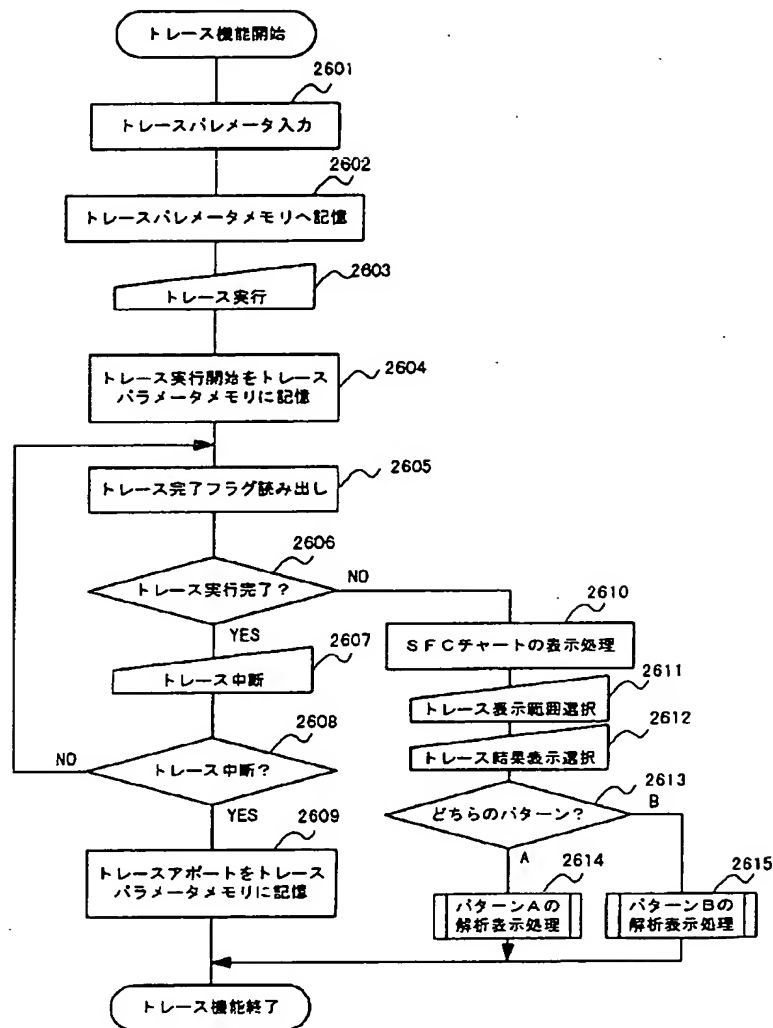 トレース機能開始
2601
トレースパレメータ入力
2602
トレースパレメータメモリへ記憶
2603
トレース実行
2604
トレース実行開始をトレース
パラメータメモリに記憶
2605
トレース完了フラグ読み出し
2606
トレース実行完了?
NO
YES
2607
トレース中断
2608
トレース中断?
NO
YES
2609
トレースアポートをトレース
パラメータメモリに記憶
2610
SFCチャートの表示処理
2611
トレース表示範囲選択
2612
トレース結果表示選択
2613
どちらのパターン?
B
A
2614
パターンAの
解析表示処理
2615
パターンBの
解析表示処理
トレース機能終了